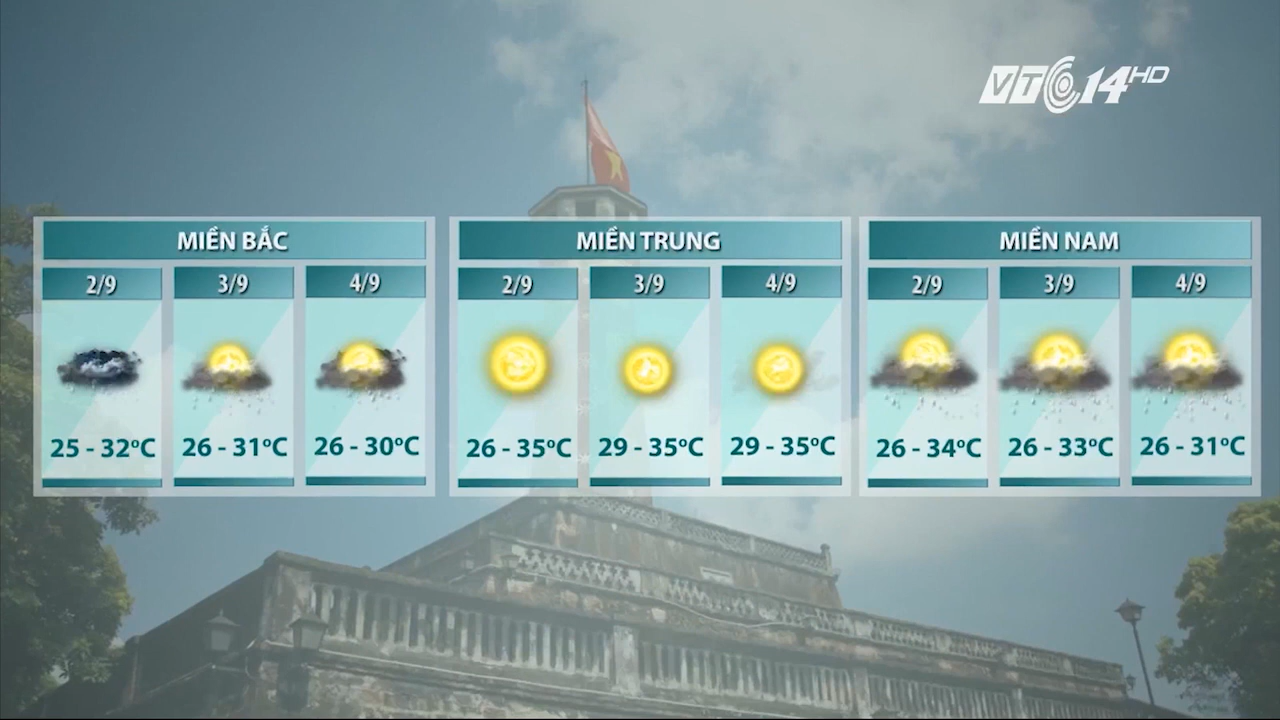 VTC14HD
MIỀN BẮC
2/9 3/9 4/9
25 - 32ºC 26 - 31ºC 26 - 30ºC
MIỀN TRUNG
2/9 3/9 4/9
26 - 35ºC 29 - 35ºC 29 - 35ºC
MIỀN NAM
2/9 3/9 4/9
26 - 34ºC 26 - 33ºC 26 - 31ºC